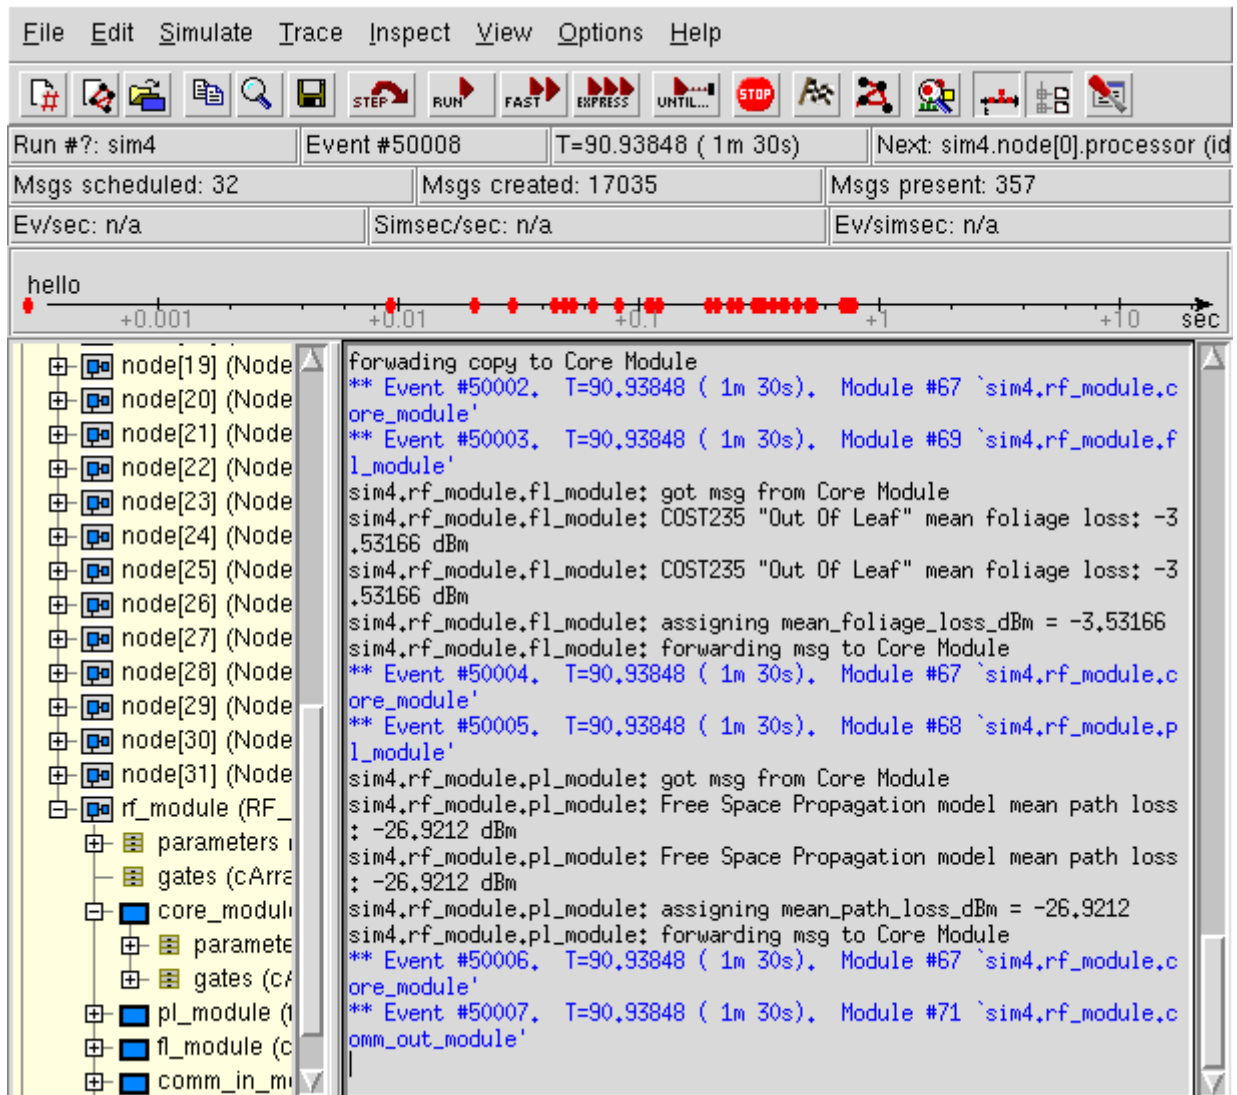 File Edit Simulate Trace Inspect View Options Help
STEP RUN FAST EXPRESS UNTIL... STOP
Run #?: sim4 Event #50008 T=90.93848 ( 1m 30s) Next: sim4.node[0].processor (id
Msgs scheduled: 32 Msgs created: 17035 Msgs present: 357
Ev/sec: n/a Simsec/sec: n/a Ev/simsec: n/a
hello
+0.001 +0.01 +0.1 +1 +10 sec
node[19] (Node
node[20] (Node
node[21] (Node
node[22] (Node
node[23] (Node
node[24] (Node
node[25] (Node
node[26] (Node
node[27] (Node
node[28] (Node
node[29] (Node
node[30] (Node
node[31] (Node
rf_module (RF_
parameters
gates (cArra
core_modul
paramete
gates (cA
pl_module (
fl_module (c
comm_in_m
forwading copy to Core Module
** Event #50002. T=90.93848 ( 1m 30s). Module #67 `sim4.rf_module.c
ore_module'
** Event #50003. T=90.93848 ( 1m 30s). Module #69 `sim4.rf_module.f
l_module'
sim4.rf_module.fl_module: got msg from Core Module
sim4.rf_module.fl_module: COST235 "Out Of Leaf" mean foliage loss: -3
.53166 dBm
sim4.rf_module.fl_module: COST235 "Out Of Leaf" mean foliage loss: -3
.53166 dBm
sim4.rf_module.fl_module: assigning mean_foliage_loss_dBm = -3.53166
sim4.rf_module.fl_module: forwarding msg to Core Module
** Event #50004. T=90.93848 ( 1m 30s). Module #67 `sim4.rf_module.c
ore_module'
** Event #50005. T=90.93848 ( 1m 30s). Module #68 `sim4.rf_module.p
l_module'
sim4.rf_module.pl_module: got msg from Core Module
sim4.rf_module.pl_module: Free Space Propagation model mean path loss
: -26.9212 dBm
sim4.rf_module.pl_module: Free Space Propagation model mean path loss
: -26.9212 dBm
sim4.rf_module.pl_module: assigning mean_path_loss_dBm = -26.9212
sim4.rf_module.pl_module: forwarding msg to Core Module
** Event #50006. T=90.93848 ( 1m 30s). Module #67 `sim4.rf_module.c
ore_module'
** Event #50007. T=90.93848 ( 1m 30s). Module #71 `sim4.rf_module.c
omm_out_module'